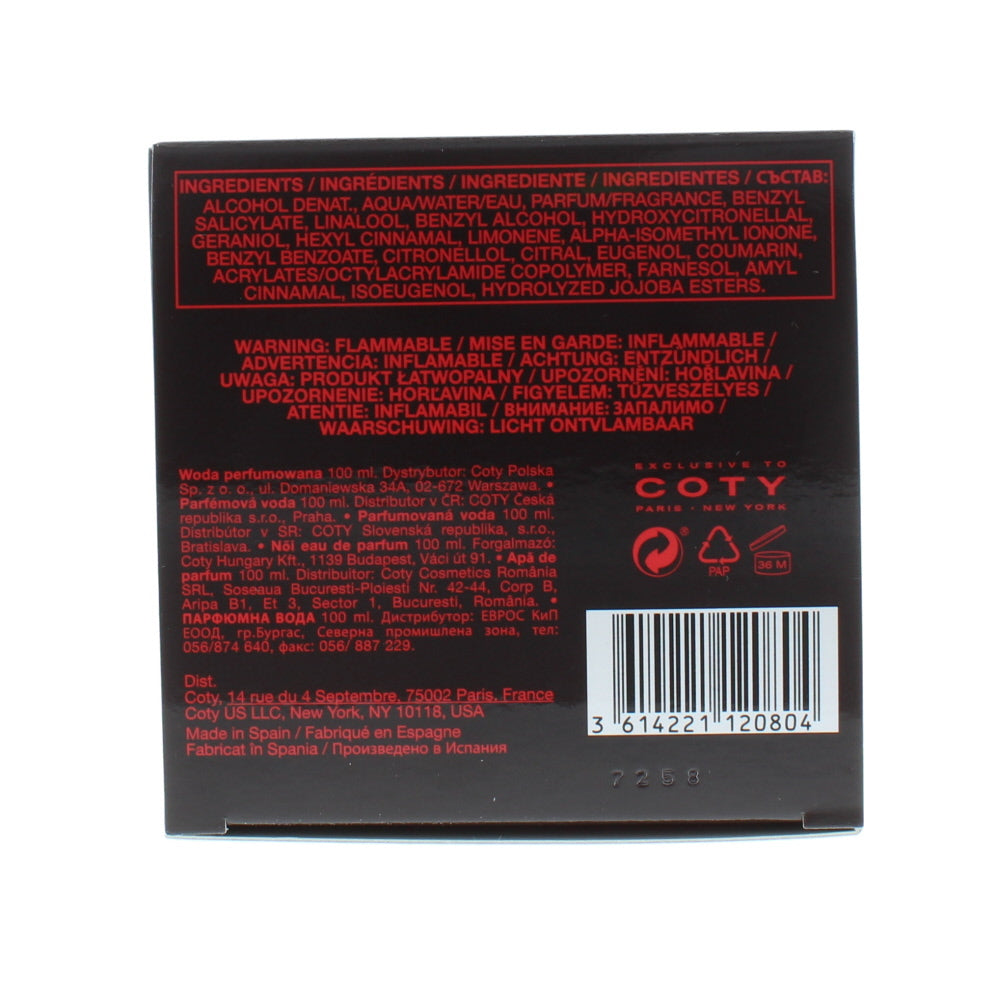 INGREDIENTS / INGRÉDIENTS / INGREDIENTE / INGREDIENTES / СЪСТАВ:
ALCOHOL DENAT., AQUA/WATER/EAU, PARFUM/FRAGRANCE, BENZYL
SALICYLATE, LINALOOL, BENZYL ALCOHOL, HYDROXYCITRONELLAL,
GERANIOL, HEXYL CINNAMAL, LIMONENE, ALPHA-ISOMETHYL IONONE,
BENZYL BENZOATE, CITRONELLOL, CITRAL, EUGENOL, COUMARIN,
ACRYLATES/OCTYLACRYLAMIDE COPOLYMER, FARNESOL, AMYL
CINNAMAL, ISOEUGENOL, HYDROLYZED JOJOBA ESTERS.
WARNING: FLAMMABLE / MISE EN GARDE: INFLAMMABLE /
ADVERTENCIA: INFLAMABLE / ACHTUNG: ENTZÜNDLICH /
UWAGA: PRODUKT ŁATWOPALNY / UPOZORNĚNÍ: HOŘLAVINA /
UPOZORNENIE: HORĽAVINA / FIGYELEM: TŰZVESZÉLYES /
ATENTIE: INFLAMABIL / ВНИМАНИЕ: ЗАПАЛИМО /
WAARSCHUWING: LICHT ONTVLAMBAAR
Woda perfumowana 100 ml. Dystrybutor: Coty Polska
Sp. z o. o., ul. Domaniewska 34A, 02-672 Warszawa. •
Parfémová voda 100 ml. Distributor v ČR: COTY Česká
republika s.r.o., Praha. • Parfumovaná voda 100 ml.
Distribútor v SR: COTY Slovenská republika, s.r.o.,
Bratislava. • Női eau de parfum 100 ml. Forgalmazó:
Coty Hungary Kft., 1139 Budapest, Váci út 91. • Apă de
parfum 100 ml. Distribuitor: Coty Cosmetics România
SRL, Soseaua Bucuresti-Ploiesti Nr. 42-44, Corp B,
Aripa B1, Et 3, Sector 1, Bucuresti, România. •
ПАРФЮМНА ВОДА 100 ml. Дистрибутор: ЕВРОС КиП
ЕООД, гр.Бургас, Северна промишлена зона, тел:
056/874 640, факс: 056/ 887 229.
Dist.
Coty, 14 rue du 4 Septembre, 75002 Paris, France
Coty US LLC, New York, NY 10118, USA
Made in Spain / Fabriqué en Espagne
Fabricat în Spania / Произведено в Испания
EXCLUSIVE TO
COTY
PARIS - NEW YORK
®
PAP
36 M
3 614221 120804
7258